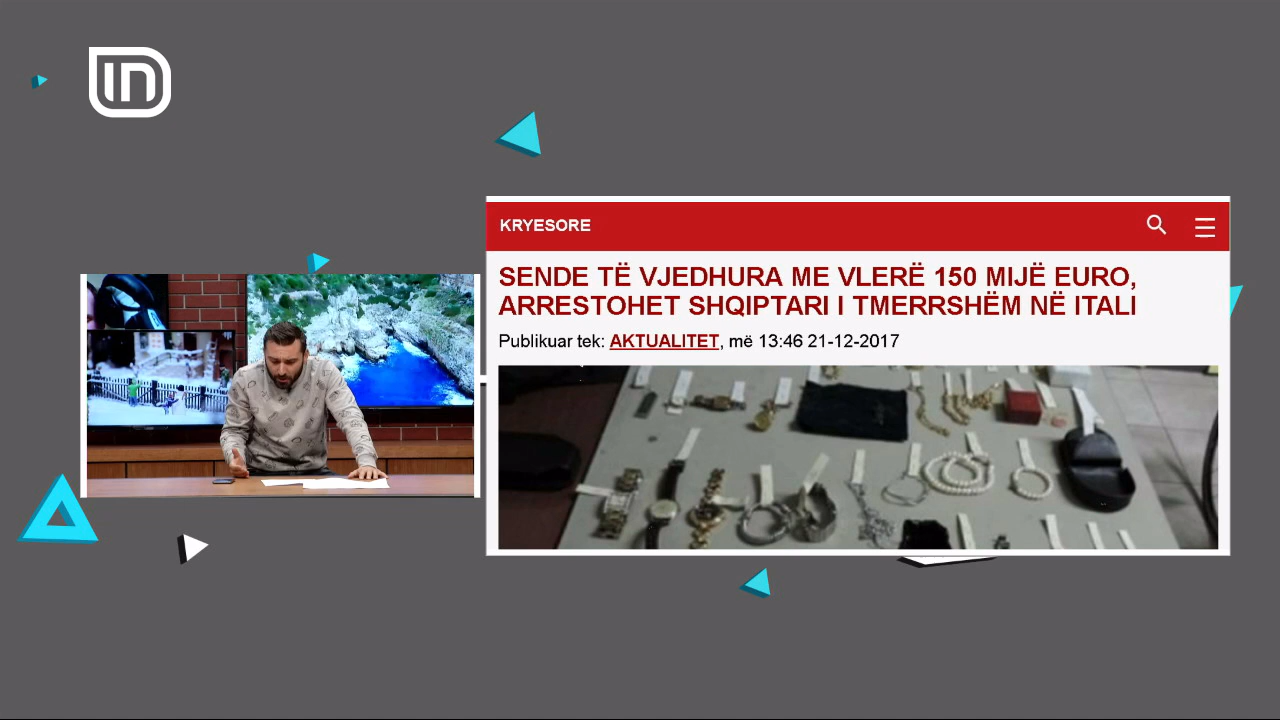 IN
KRYESORE
SENDE TË VJEDHURA ME VLERË 150 MIJË EURO,
ARRESTOHET SHQIPTARI I TMERRSHËM NË ITALI
Publikuar tek: AKTUALITET, më 13:46 21-12-2017